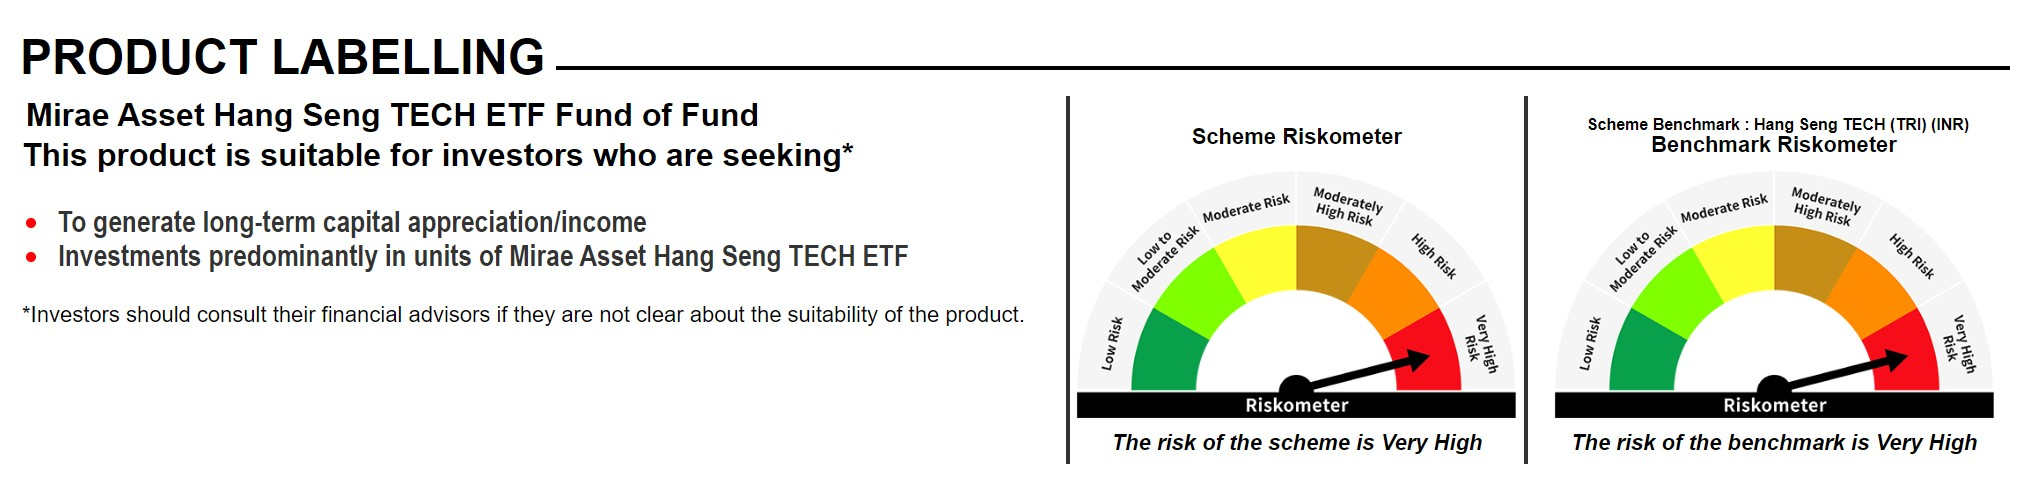 PRODUCT LABELLING
Mirae Asset Hang Seng TECH ETF Fund of Fund
This product is suitable for investors who are seeking*
• To generate long-term capital appreciation/income
• Investments predominantly in units of Mirae Asset Hang Seng TECH ETF
*Investors should consult their financial advisors if they are not clear about the suitability of the product.
Scheme Riskometer
Low Risk
Low to
Moderate Risk
Moderate Risk
Moderately
High Risk
High Risk
Very High
Risk
Riskometer
The risk of the scheme is Very High
Scheme Benchmark : Hang Seng TECH (TRI) (INR)
Benchmark Riskometer
Low Risk
Low to
Moderate Risk
Moderate Risk
Moderately
High Risk
High Risk
Very High
Risk
Riskometer
The risk of the benchmark is Very High